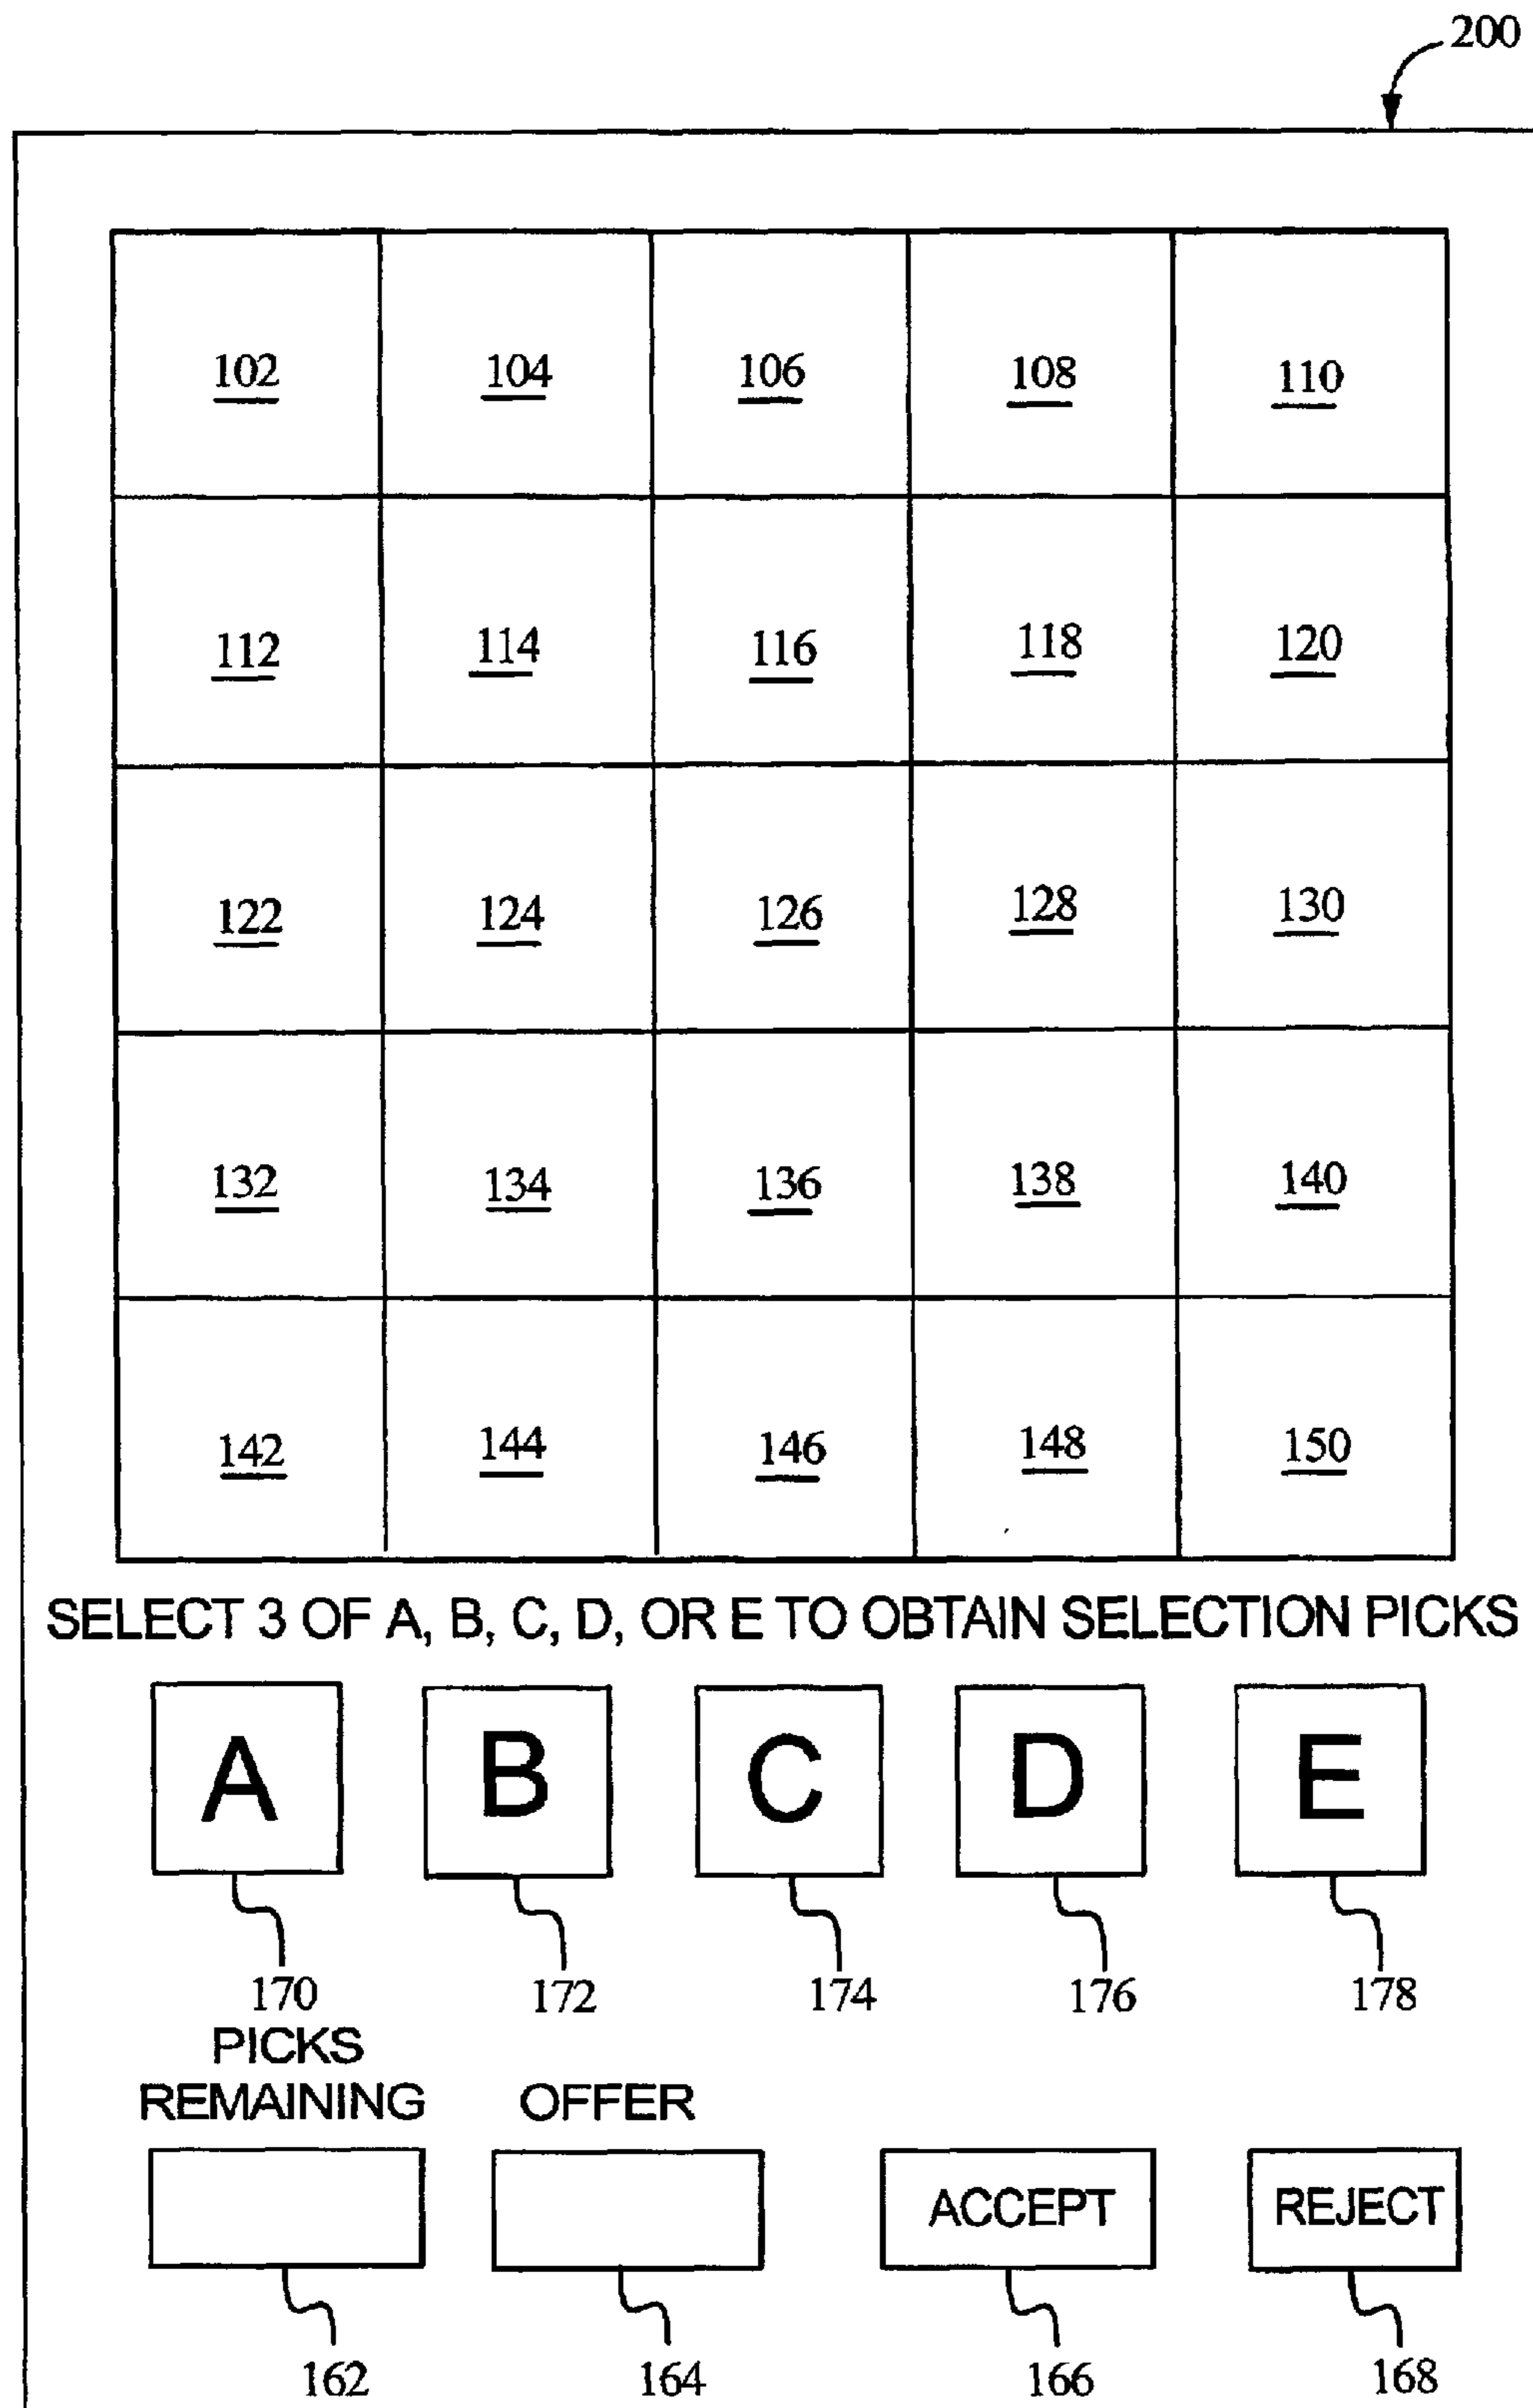 200
102 104 106 108 110
112 114 116 118 120
122 124 126 128 130
132 134 136 138 140
142 144 146 148 150
SELECT 3 OF A, B, C, D, OR E TO OBTAIN SELECTION PICKS
A B C D E
170 172 174 176 178
PICKS
REMAINING OFFER
ACCEPT REJECT
162 164 166 168